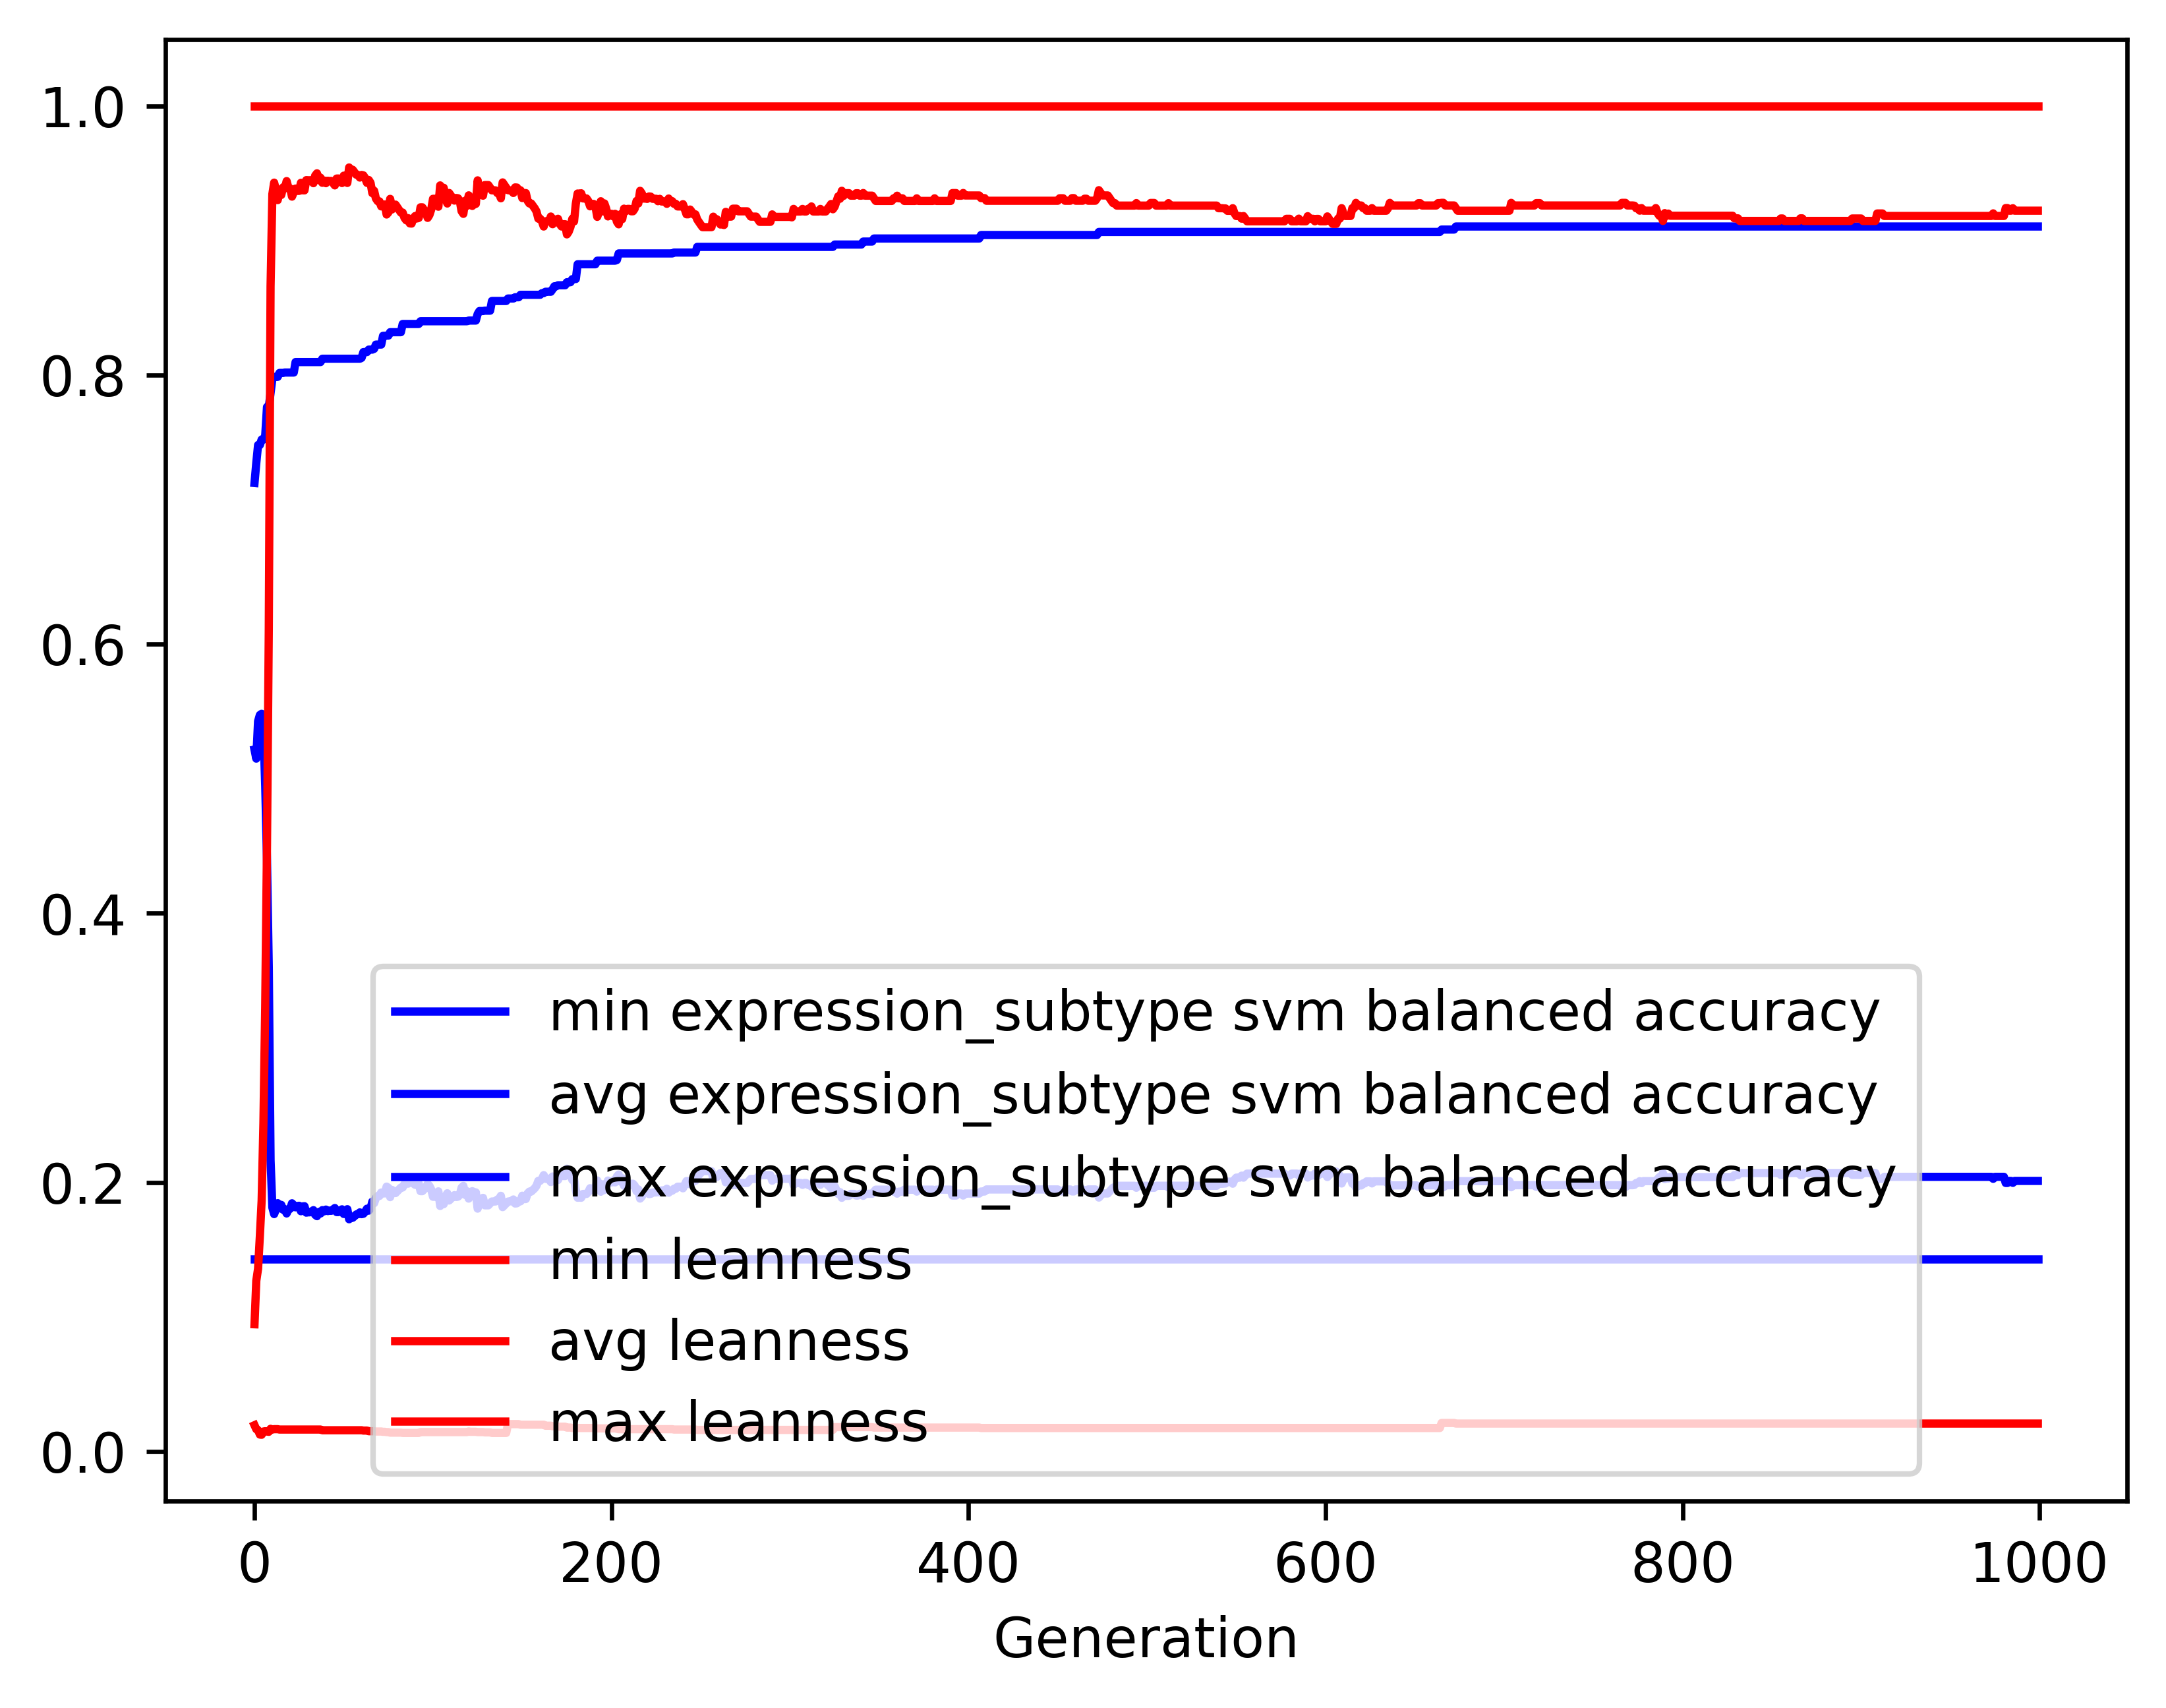 1.0
0.8
0.6
0.4
0.2
0.0
min expression_subtype svm balanced accuracy
avg expression_subtype svm balanced accuracy
max expression_subtype svm balanced accuracy
min leanness
avg leanness
max leanness
0 200 400 600 800 1000
Generation